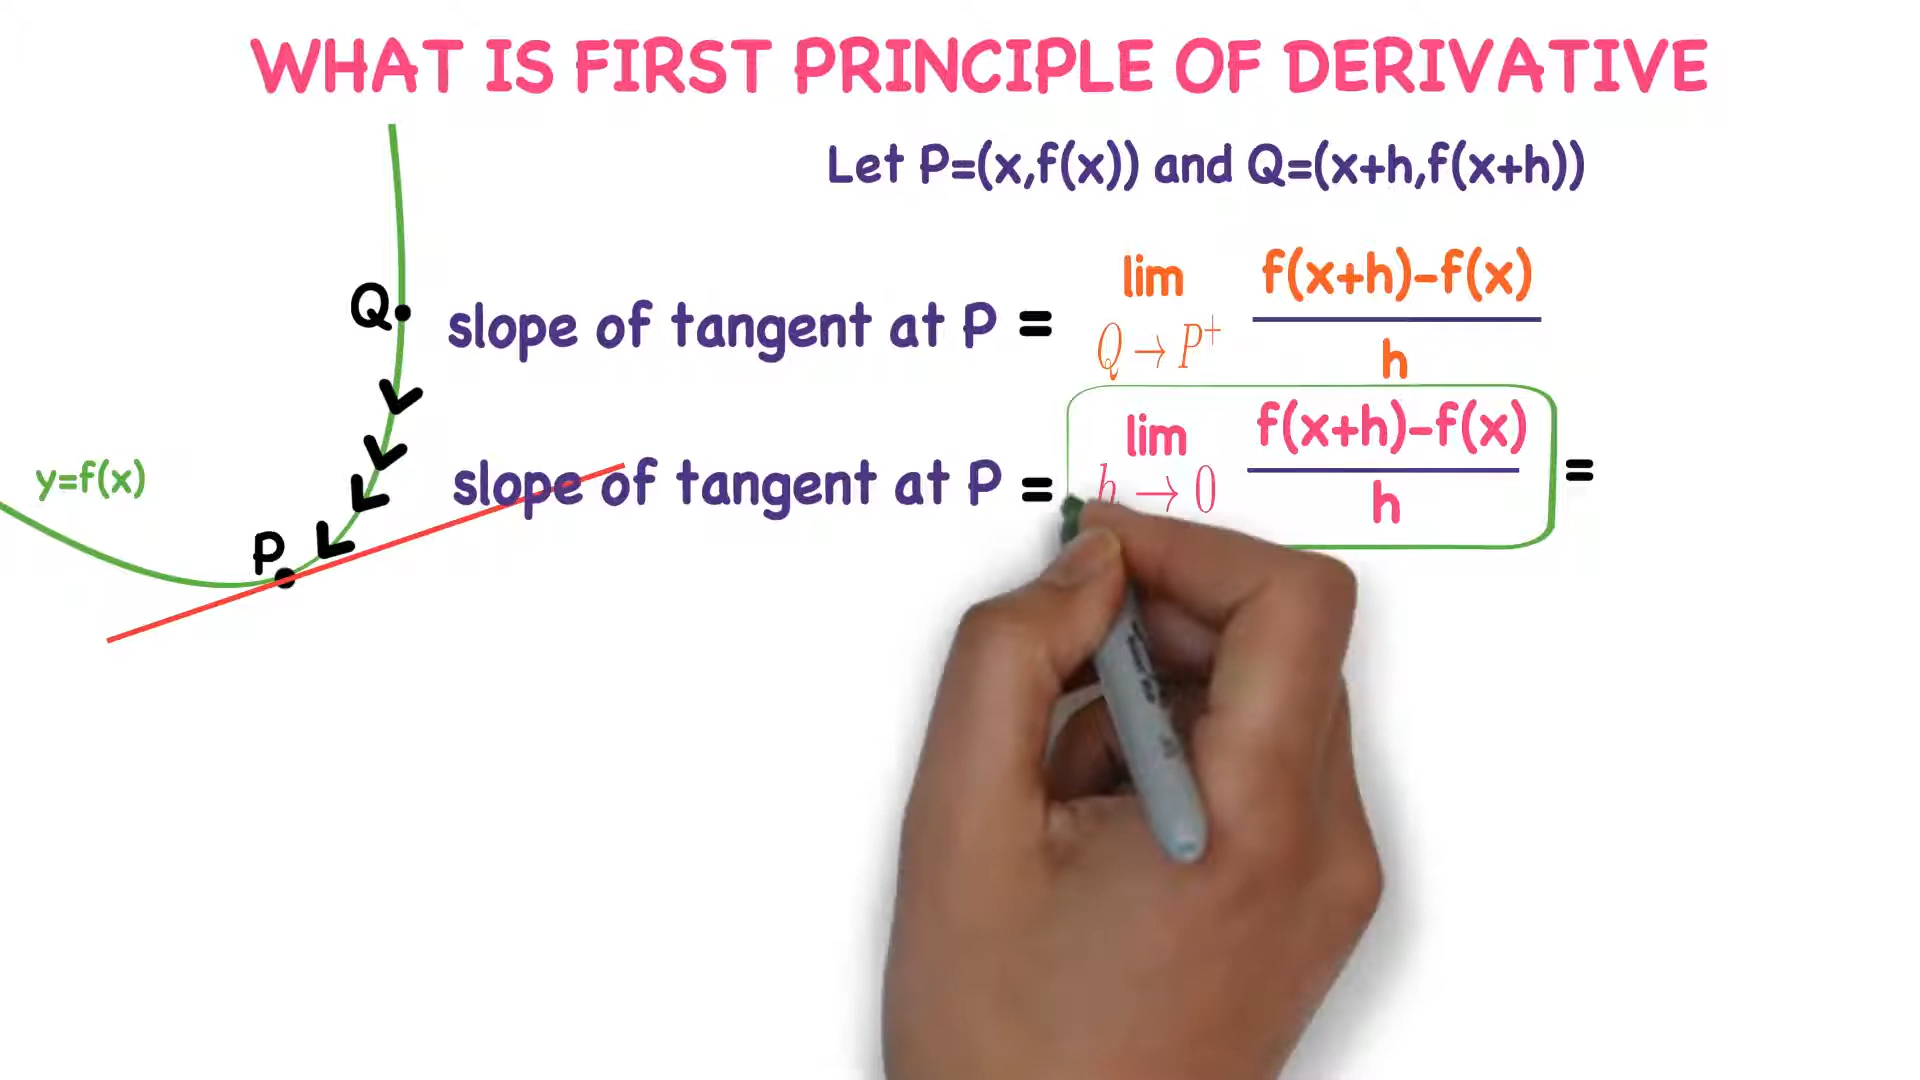 WHAT IS FIRST PRINCIPLE OF DERIVATIVE
Let P=(x,f(x)) and Q=(x+h,f(x+h))
Q
slope of tangent at P = lim Q → P⁺ f(x+h)-f(x) / h
y=f(x)
slope of tangent at P = lim h → 0 f(x+h)-f(x) / h =
P